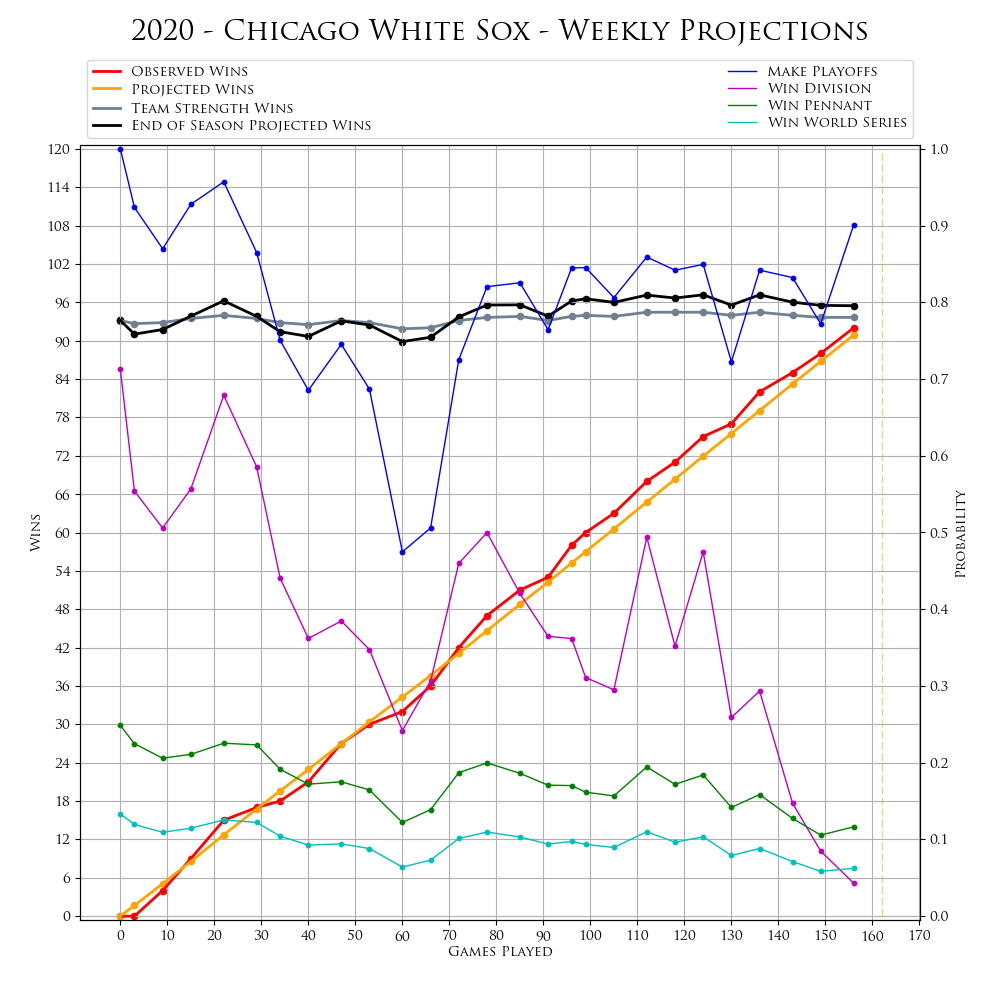 2020 - Chicago White Sox - Weekly Projections
Observed Wins
Projected Wins
Team Strength Wins
End of Season Projected Wins
Make Playoffs
Win Division
Win Pennant
Win World Series
120
114
108
102
96
90
84
78
72
66
60
54
48
42
36
30
24
18
12
6
0
Wins
1.0
0.9
0.8
0.7
0.6
0.5
0.4
0.3
0.2
0.1
0.0
Probability
0 10 20 30 40 50 60 70 80 90 100 110 120 130 140 150 160 170
Games Played